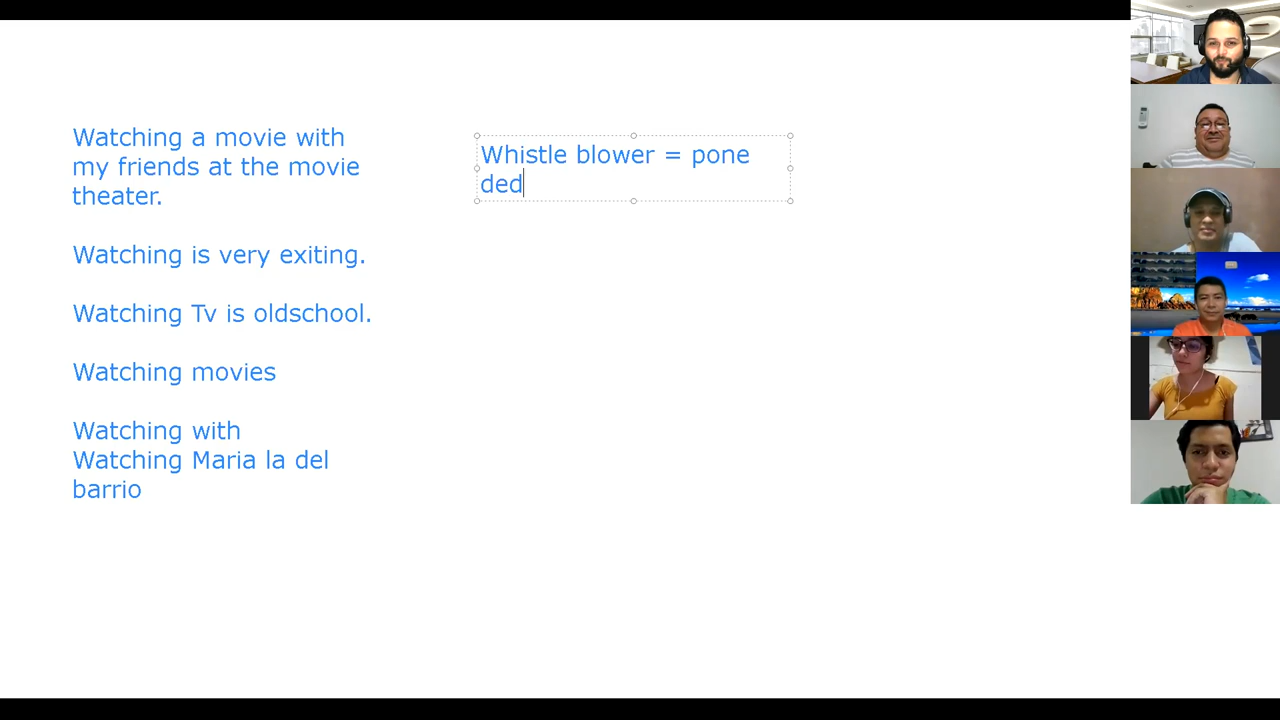 Watching a movie with
my friends at the movie
theater.
Watching is very exiting.
Watching Tv is oldschool.
Watching movies
Watching with
Watching Maria la del
barrio
Whistle blower = pone
ded